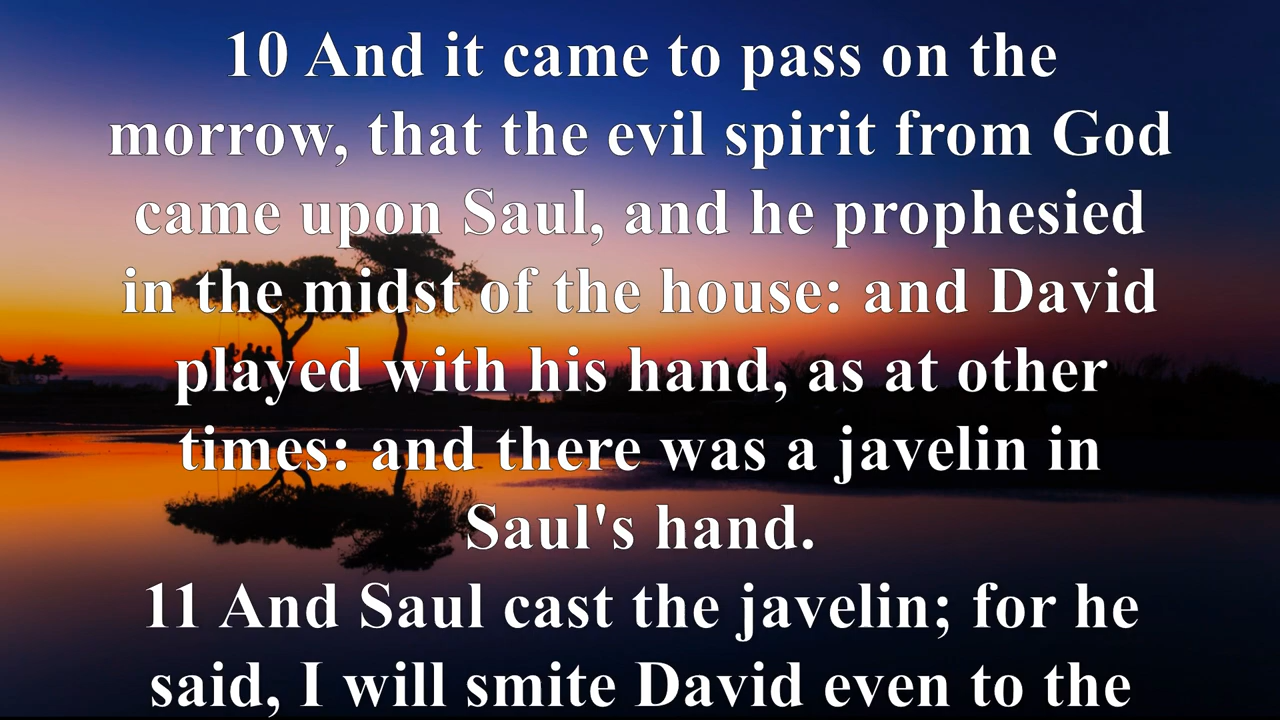 10 And it came to pass on the
morrow, that the evil spirit from God
came upon Saul, and he prophesied
in the midst of the house: and David
played with his hand, as at other
times: and there was a javelin in
Saul's hand.
11 And Saul cast the javelin; for he
said, I will smite David even to the